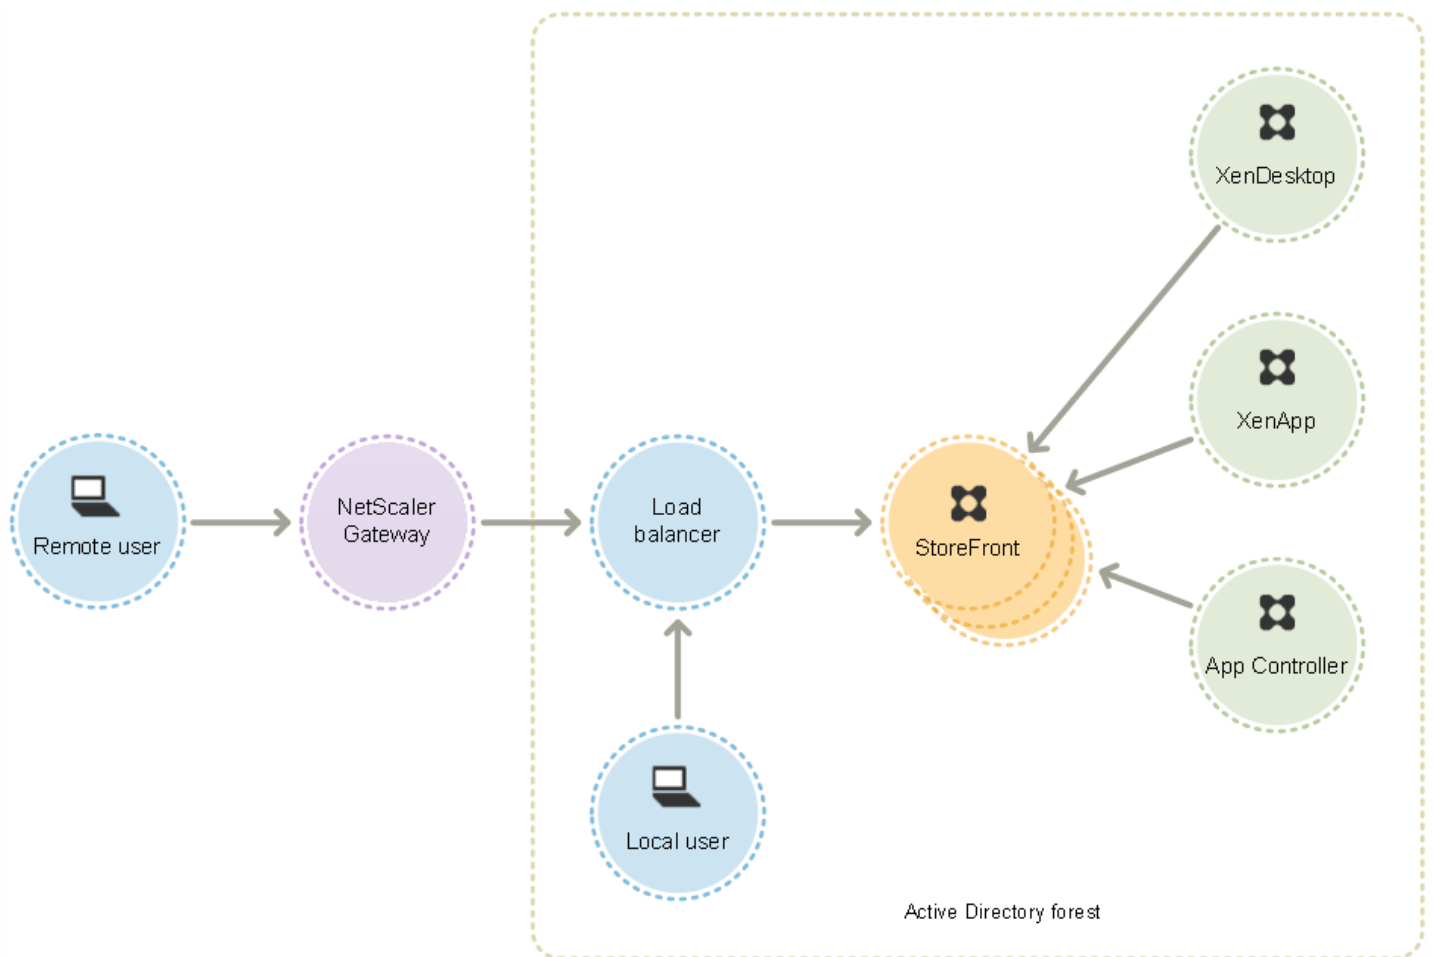 XenDesktop
XenApp
Remote user
NetScaler
Gateway
Load
balancer
StoreFront
App Controller
Local user
Active Directory forest